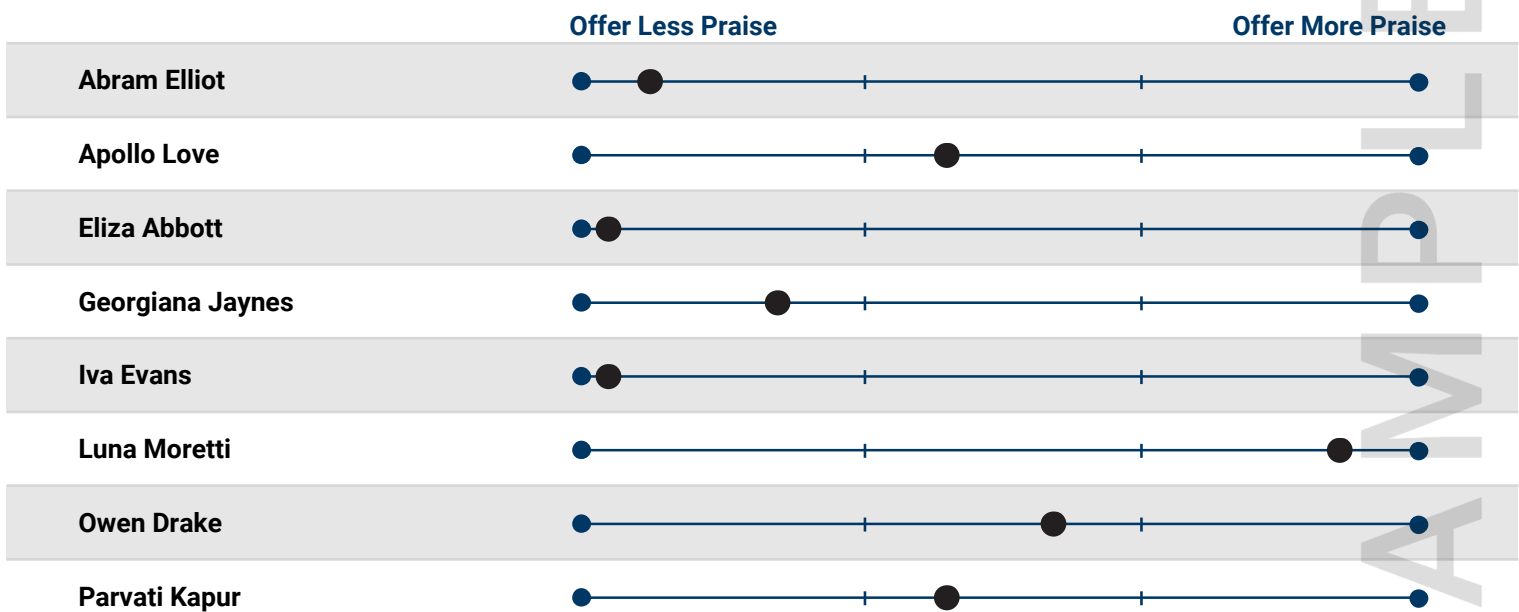 Offer Less Praise Offer More Praise
Abram Elliot
Apollo Love
Eliza Abbott
Georgiana Jaynes
Iva Evans
Luna Moretti
Owen Drake
Parvati Kapur
A M P L E